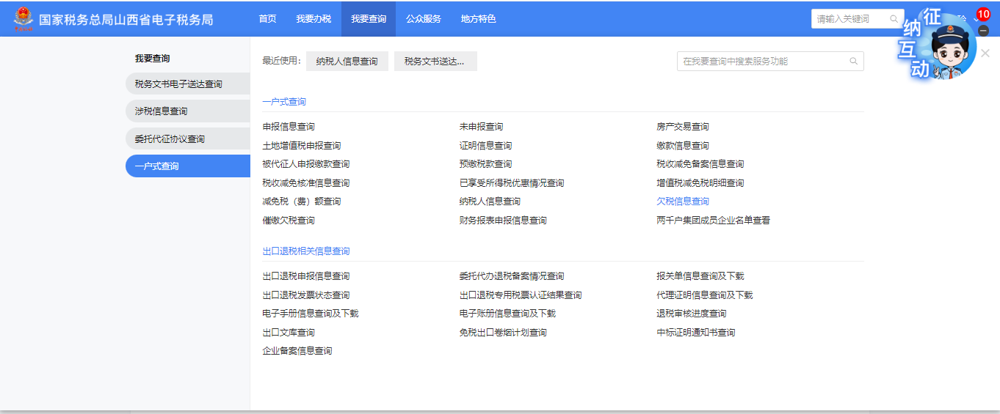 国家税务总局山西省电子税务局
首页 我要办税 我要查询 公众服务 地方特色
请输入关键词
10
征纳互动
我要查询
税务文书电子送达查询
涉税信息查询
委托代征协议查询
一户式查询
最近使用: 纳税人信息查询 税务文书送达... 在我要查询中搜索服务功能
一户式查询
申报信息查询 未申报查询 房产交易查询
土地增值税申报查询 证明信息查询 缴款信息查询
被代征人申报缴款查询 预缴税款查询 税收减免备案信息查询
税收减免核准信息查询 已享受所得税优惠情况查询 增值税减免税明细查询
减免税（费）额查询 纳税人信息查询 欠税信息查询
催缴欠税查询 财务报表申报信息查询 两千户集团成员企业名单查看
出口退税相关信息查询
出口退税申报信息查询 委托代办退税备案情况查询 报关单信息查询及下载
出口退税发票状态查询 出口退税专用税票认证结果查询 代理证明信息查询及下载
电子手册信息查询及下载 电子账册信息查询及下载 退税审核进度查询
出口文库查询 免税出口卷烟计划查询 中标证明通知书查询
企业备案信息查询